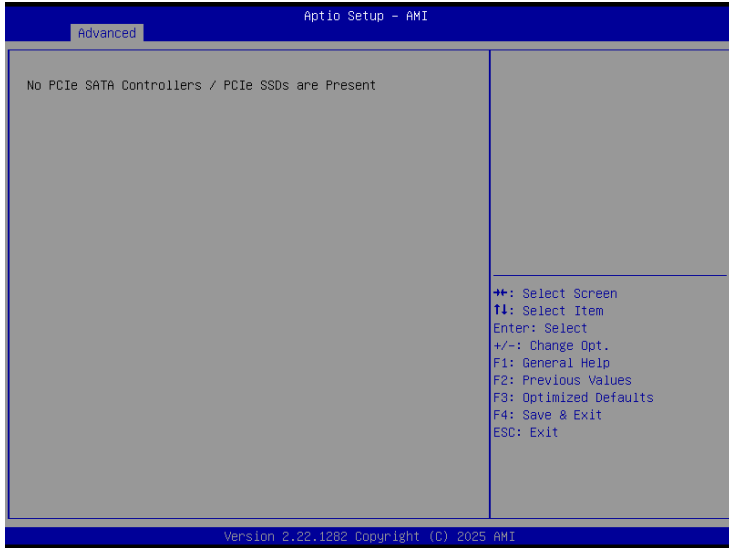 Aptio Setup - AMI
Advanced
No PCIe SATA Controllers / PCIe SSDs are Present
→←: Select Screen
↑↓: Select Item
Enter: Select
+/-: Change Opt.
F1: General Help
F2: Previous Values
F3: Optimized Defaults
F4: Save & Exit
ESC: Exit
Version 2.22.1282 Copyright (C) 2025 AMI